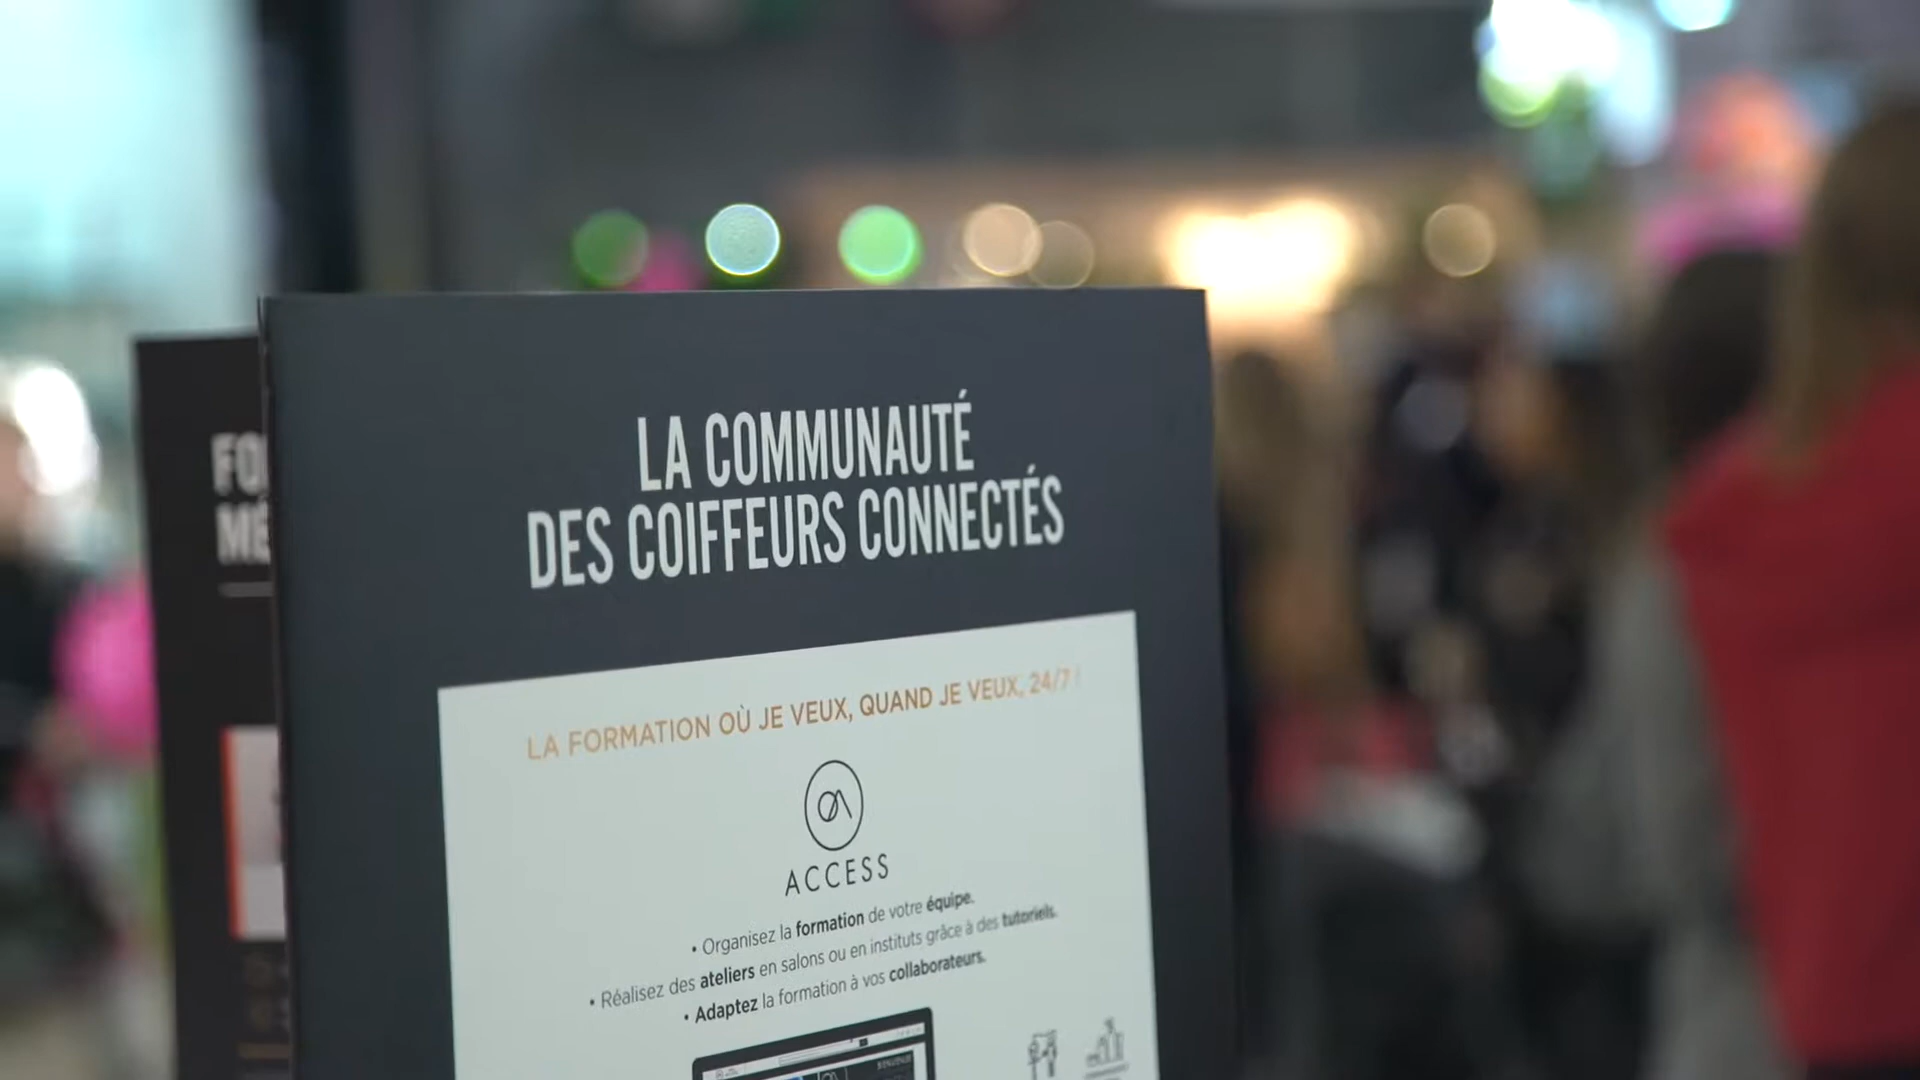 LA COMMUNAUTÉ
DES COIFFEURS CONNECTÉS
LA FORMATION OÙ JE VEUX, QUAND JE VEUX, 24/7 !
ACCESS
• Organisez la formation de votre équipe.
• Réalisez des ateliers en salons ou en instituts grâce à des tutoriels.
• Adaptez la formation à vos collaborateurs.